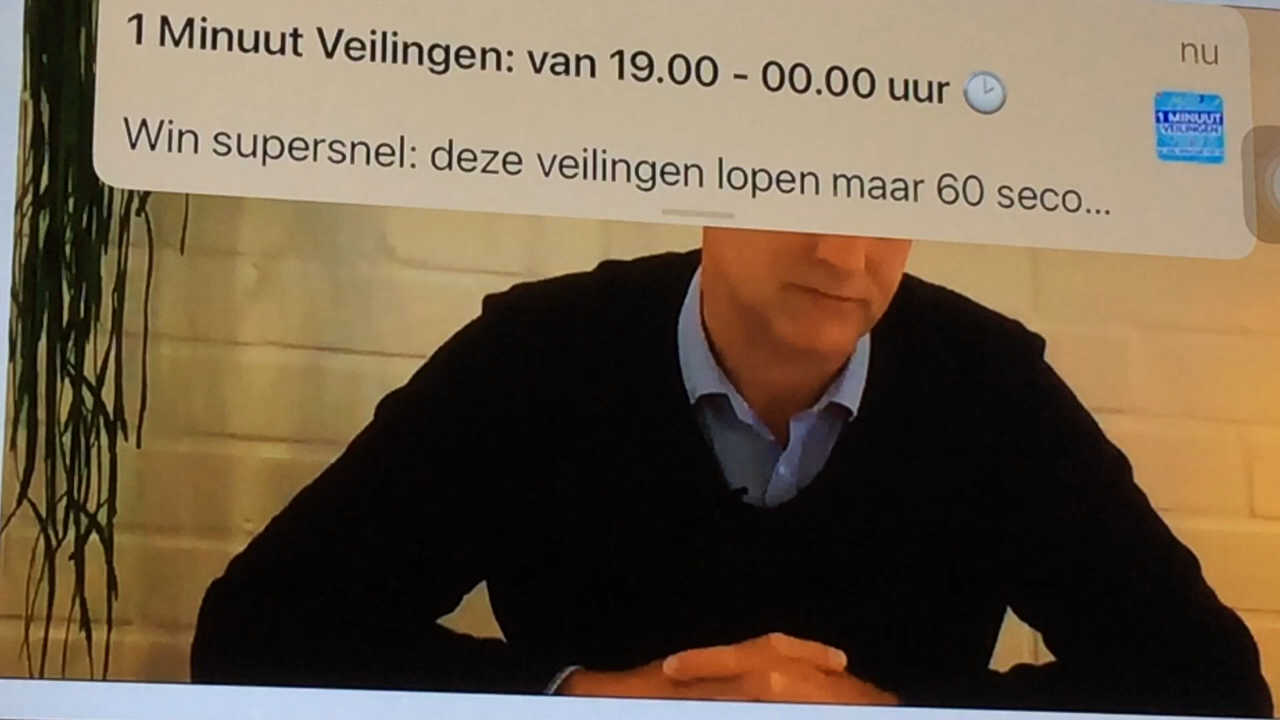 1 Minuut Veilingen: van 19.00 - 00.00 uur
nu
Win supersnel: deze veilingen lopen maar 60 seco...
1 MINUUT
VEILINGEN